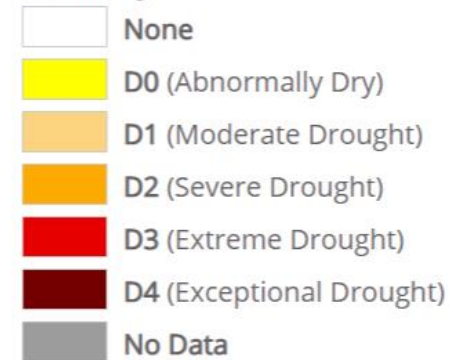 None
D0 (Abnormally Dry)
D1 (Moderate Drought)
D2 (Severe Drought)
D3 (Extreme Drought)
D4 (Exceptional Drought)
No Data